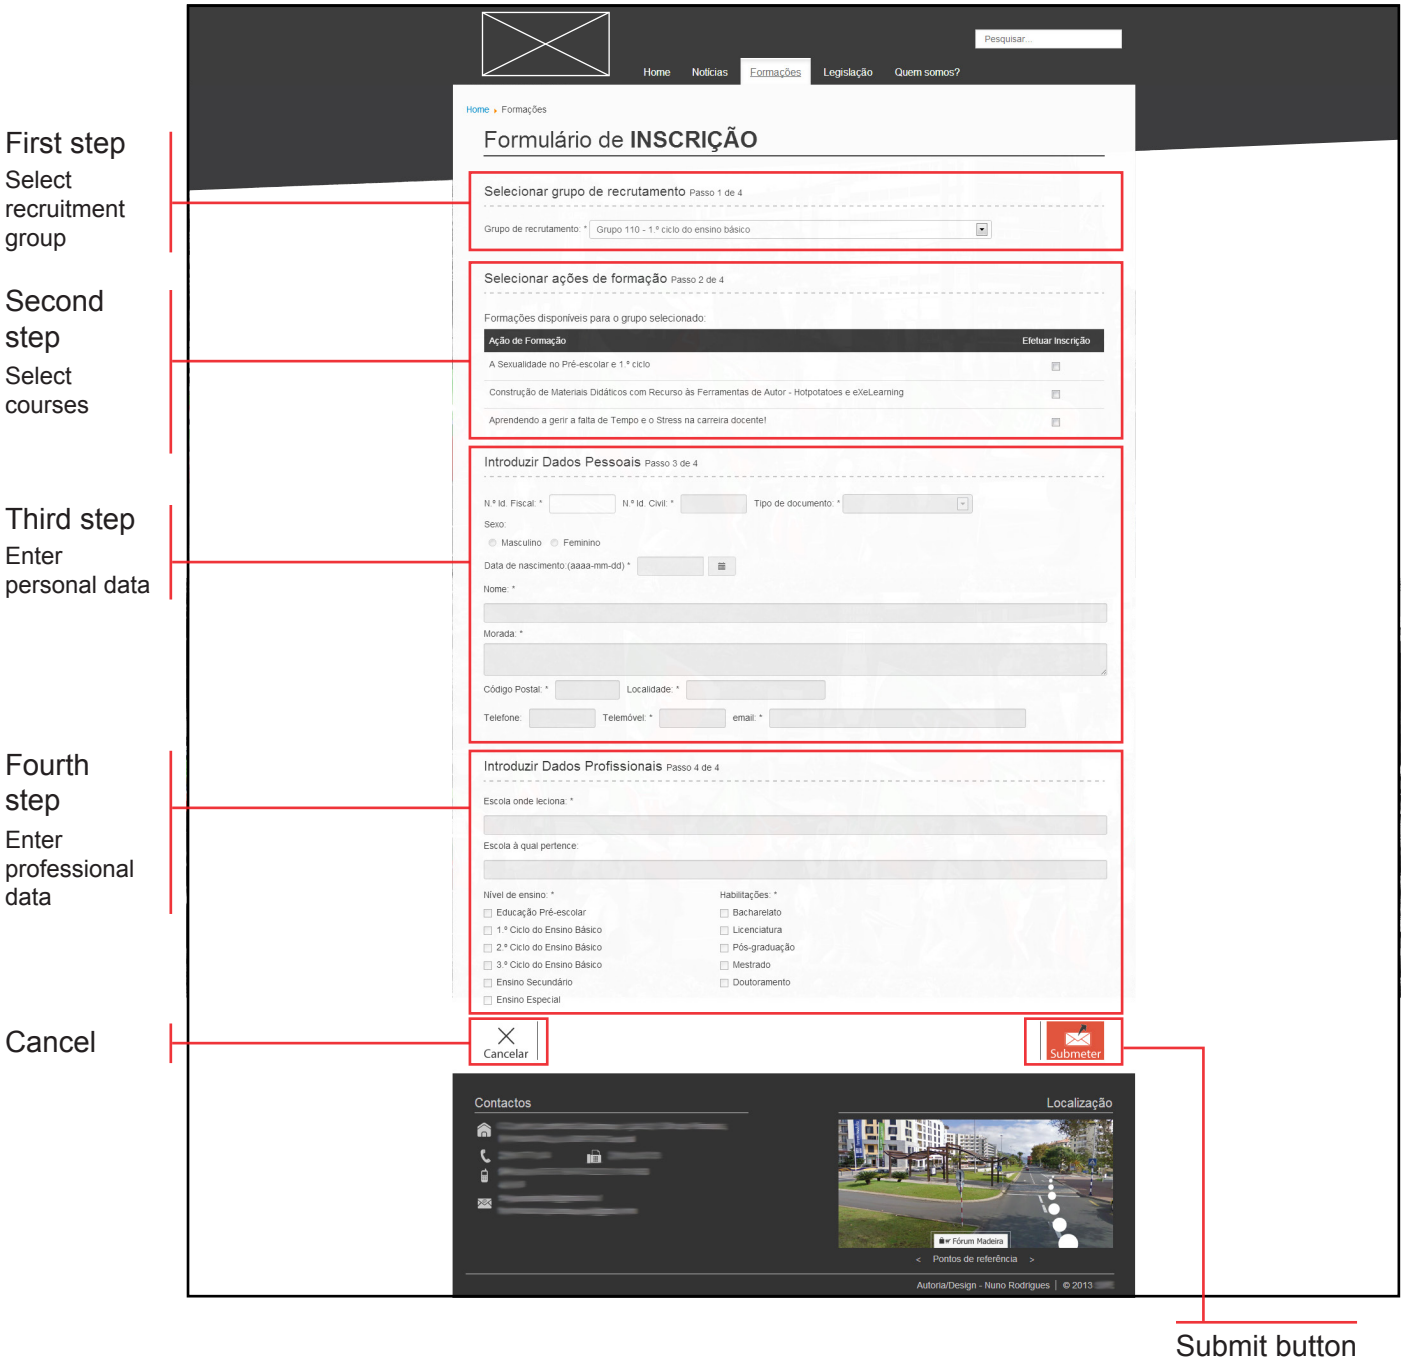 Pesquisar...
Home Notícias Formações Legislação Quem somos?
Home Formações
Formulário de INSCRIÇÃO
First step
Select
recruitment
group
Selecionar grupo de recrutamento Passo 1 de 4
Grupo de recrutamento: * Grupo 110 - 1.º ciclo do ensino básico
Second
step
Select
courses
Selecionar ações de formação Passo 2 de 4
Formações disponíveis para o grupo selecionado:
Ação de Formação Efetuar Inscrição
A Sexualidade no Pré-escolar e 1.º ciclo
Construção de Materiais Didáticos com Recurso às Ferramentas de Autor - Hotpotatoes e eXeLearning
Aprendendo a gerir a falta de Tempo e o Stress na carreira docente!
Third step
Enter
personal data
Introduzir Dados Pessoais Passo 3 de 4
N.º Id. Fiscal: * N.º Id. Civil: * Tipo de documento: *
Sexo:
Masculino Feminino
Data de nascimento:(aaaa-mm-dd) *
Nome: *
Morada: *
Código Postal: * Localidade: *
Telefone: Telemóvel: * email: *
Fourth
step
Enter
professional
data
Introduzir Dados Profissionais Passo 4 de 4
Escola onde leciona: *
Escola à qual pertence:
Nível de ensino: * Habilitações: *
Educação Pré-escolar Bacharelato
1.º Ciclo do Ensino Básico Licenciatura
2.º Ciclo do Ensino Básico Pós-graduação
3.º Ciclo do Ensino Básico Mestrado
Ensino Secundário Doutoramento
Ensino Especial
Cancel
Cancelar Submeter
Contactos Localização
Fórum Madeira
< Pontos de referência >
Autoria/Design - Nuno Rodrigues | © 2013
Submit button